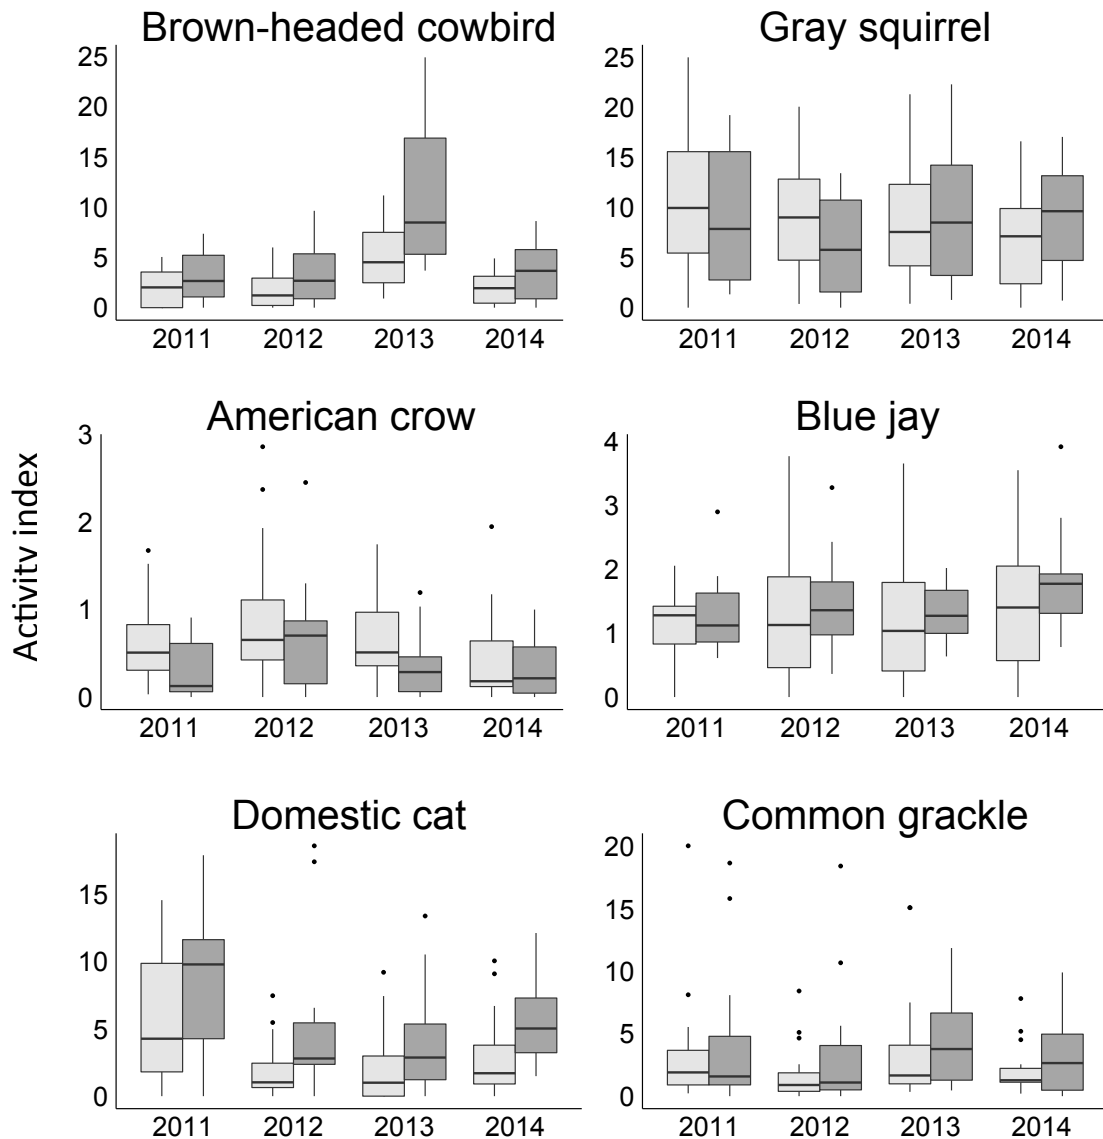 Brown-headed cowbird
25
20
15
10
5
0
2011 2012 2013 2014
Gray squirrel
25
20
15
10
5
0
2011 2012 2013 2014
Activity index
American crow
3
2
1
0
2011 2012 2013 2014
Blue jay
4
3
2
1
0
2011 2012 2013 2014
Domestic cat
15
10
5
0
2011 2012 2013 2014
Common grackle
20
15
10
5
0
2011 2012 2013 2014